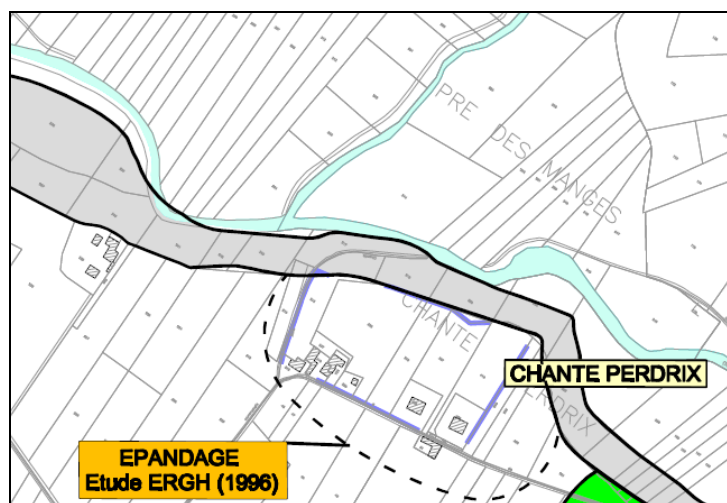 PRE DES MANGES
CHANTE
PERDRIX
CHANTE PERDRIX
EPANDAGE
Etude ERGH (1996)